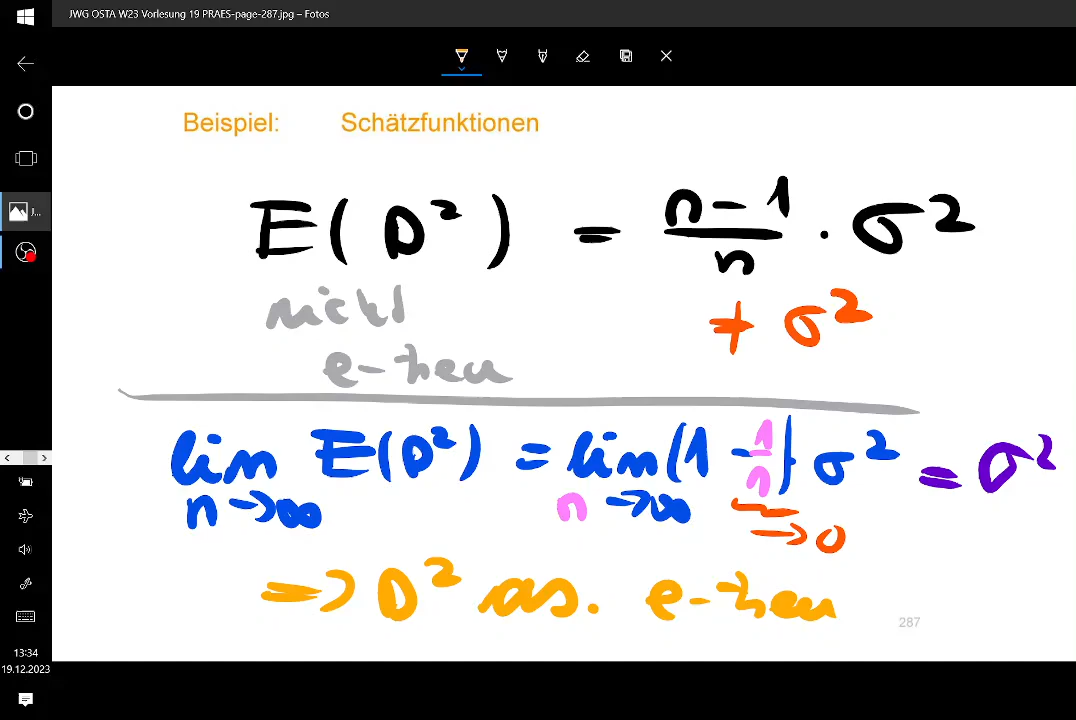 JWG OSTA W23 Vorlesung 19 PRAES-page-287.jpg – Fotos
J...
Beispiel: Schätzfunktionen
E(D²) = (n-1)/n · σ²
nicht ≠ σ²
e-treu
lim n→∞ E(D²) = lim n→∞ (1 - 1/n) · σ² = σ²
→ 0
⇒ D² as. e-treu
287
13:34
19.12.2023